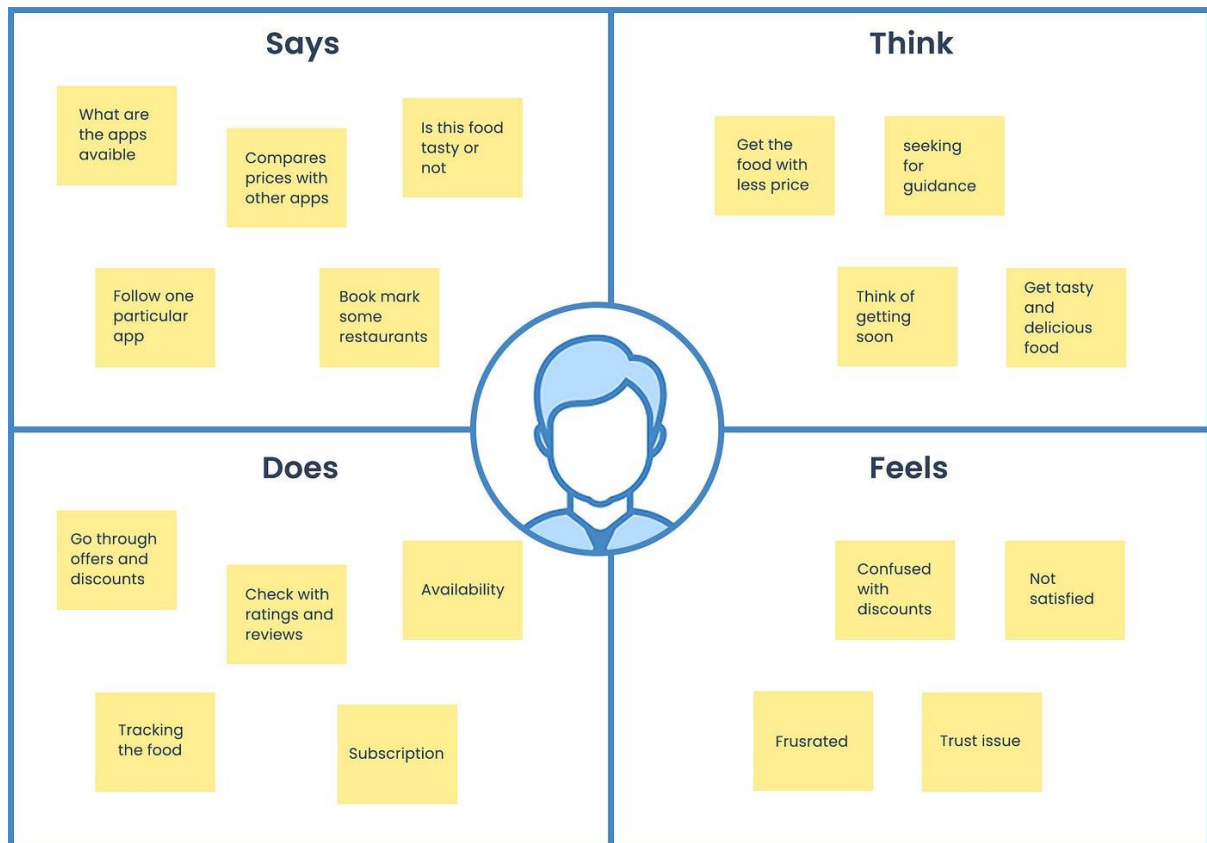 Says
What are
the apps
avaible
Compares
prices with
other apps
Is this food
tasty or
not
Follow one
particular
app
Book mark
some
restaurants
Think
Get the
food with
less price
seeking
for
guidance
Think of
getting
soon
Get tasty
and
delicious
food
Does
Go through
offers and
discounts
Check with
ratings and
reviews
Availability
Tracking
the food
Subscription
Feels
Confused
with
discounts
Not
satisfied
Frusrated
Trust issue